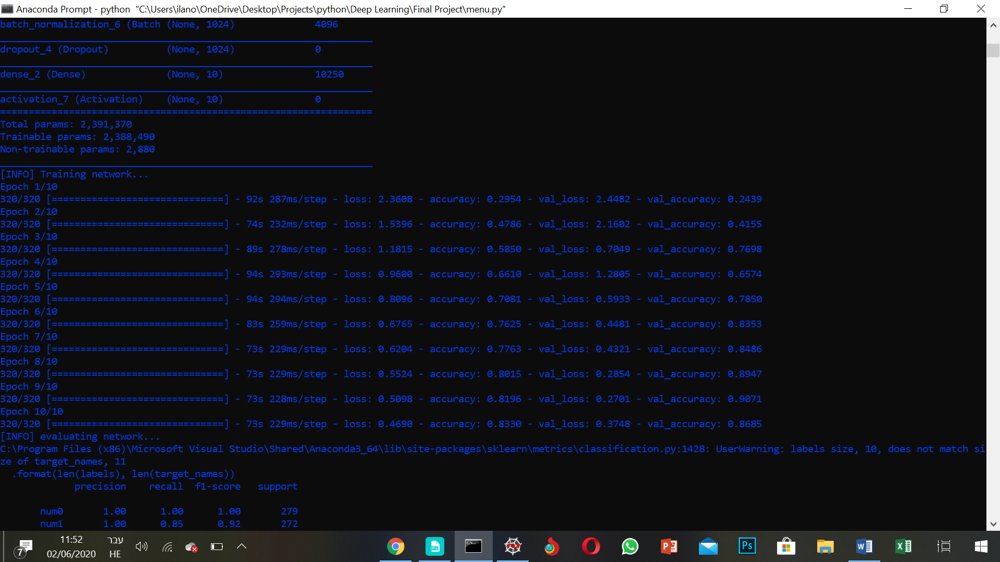 Anaconda Prompt - python "C:\Users\ilano\OneDrive\Desktop\Projects\python\Deep Learning\Final Project\menu.py"
batch_normalization_6 (Batch (None, 1024) 4096
dropout_4 (Dropout) (None, 1024) 0
dense_2 (Dense) (None, 10) 10250
activation_7 (Activation) (None, 10) 0
=================================================================
Total params: 2,391,370
Trainable params: 2,388,490
Non-trainable params: 2,880
[INFO] Training network...
Epoch 1/10
320/320 [==============================] - 92s 287ms/step - loss: 2.3608 - accuracy: 0.2954 - val_loss: 2.4482 - val_accuracy: 0.2439
Epoch 2/10
320/320 [==============================] - 74s 232ms/step - loss: 1.5396 - accuracy: 0.4786 - val_loss: 2.1602 - val_accuracy: 0.4155
Epoch 3/10
320/320 [==============================] - 89s 278ms/step - loss: 1.1815 - accuracy: 0.5850 - val_loss: 0.7049 - val_accuracy: 0.7698
Epoch 4/10
320/320 [==============================] - 94s 293ms/step - loss: 0.9600 - accuracy: 0.6610 - val_loss: 1.2805 - val_accuracy: 0.6574
Epoch 5/10
320/320 [==============================] - 94s 294ms/step - loss: 0.8096 - accuracy: 0.7081 - val_loss: 0.5933 - val_accuracy: 0.7850
Epoch 6/10
320/320 [==============================] - 83s 259ms/step - loss: 0.6765 - accuracy: 0.7625 - val_loss: 0.4481 - val_accuracy: 0.8353
Epoch 7/10
320/320 [==============================] - 73s 229ms/step - loss: 0.6204 - accuracy: 0.7763 - val_loss: 0.4321 - val_accuracy: 0.8486
Epoch 8/10
320/320 [==============================] - 73s 229ms/step - loss: 0.5524 - accuracy: 0.8015 - val_loss: 0.2854 - val_accuracy: 0.8947
Epoch 9/10
320/320 [==============================] - 73s 228ms/step - loss: 0.5098 - accuracy: 0.8196 - val_loss: 0.2701 - val_accuracy: 0.9071
Epoch 10/10
320/320 [==============================] - 73s 229ms/step - loss: 0.4690 - accuracy: 0.8330 - val_loss: 0.3748 - val_accuracy: 0.8685
[INFO] evaluating network...
C:\Program Files (x86)\Microsoft Visual Studio\Shared\Anaconda3_64\lib\site-packages\sklearn\metrics\classification.py:1428: UserWarning: labels size, 10, does not match si
ze of target_names, 11
.format(len(labels), len(target_names))
precision recall f1-score support
num0 1.00 1.00 1.00 279
num1 1.00 0.85 0.92 272
7
11:52
02/06/2020
עבר
HE
JPG
Ps